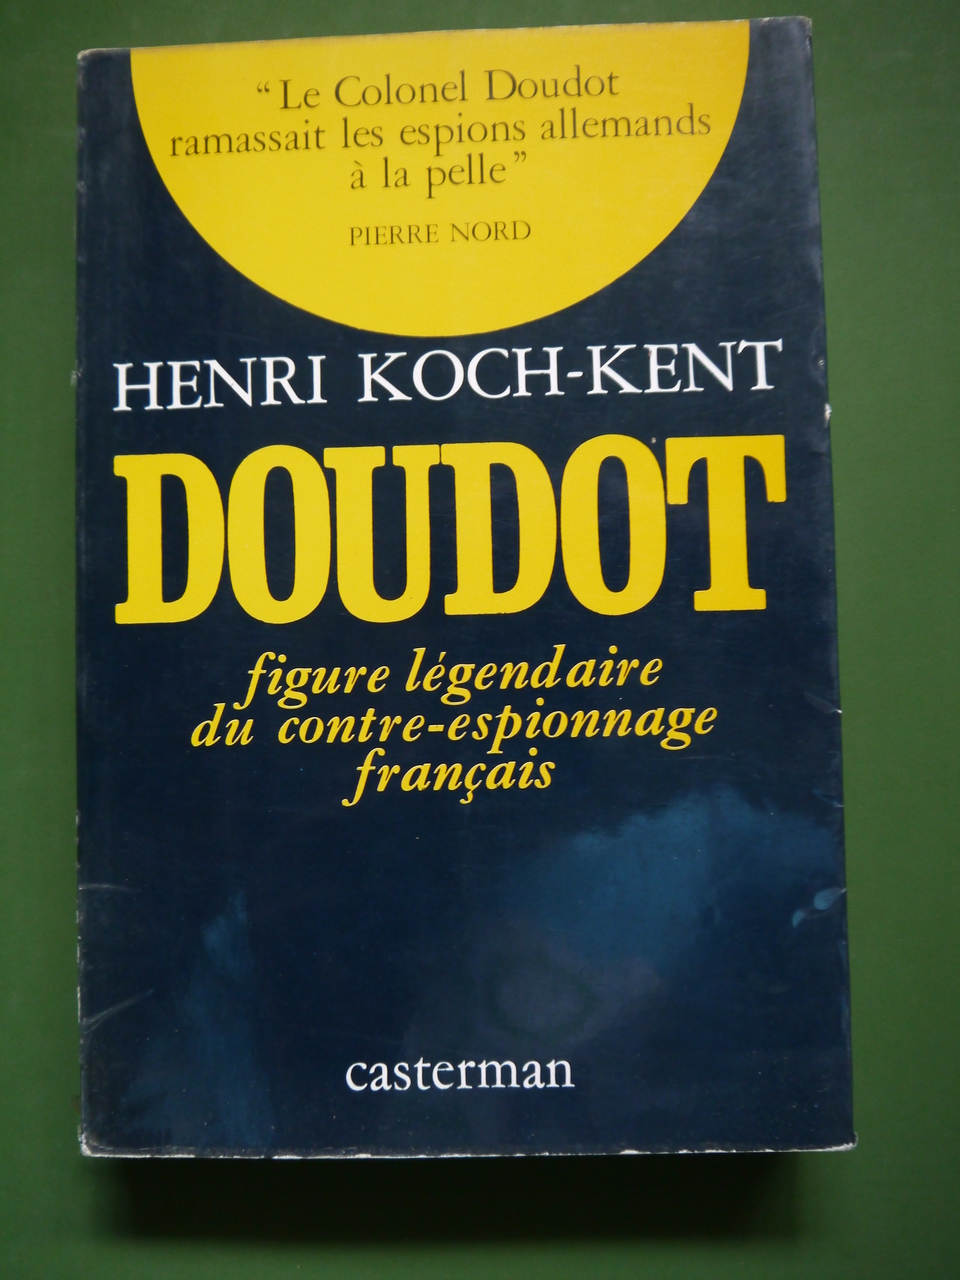 “Le Colonel Doudot
ramassait les espions allemands
à la pelle”
PIERRE NORD
HENRI KOCH-KENT
DOUDOT
figure légendaire
du contre-espionnage
français
casterman